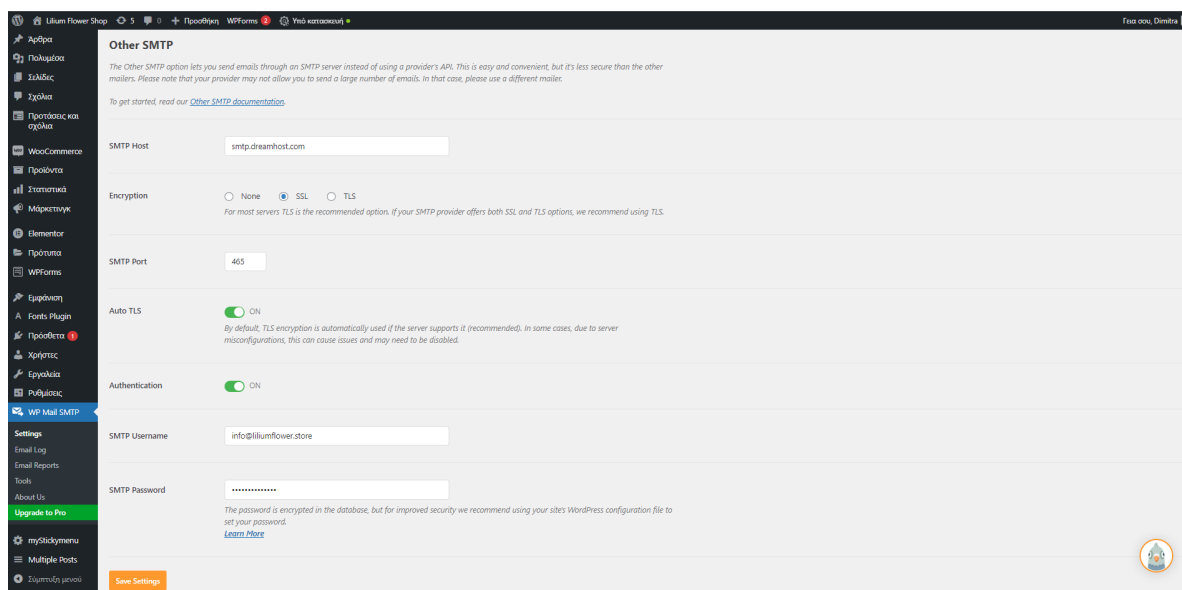 Lilium Flower Shop 5 0 + Προσθήκη WPForms 2 Υπό κατασκευή Γεια σου, Dimitra
Άρθρα
Πολυμέσα
Σελίδες
Σχόλια
Προτάσεις και
σχόλια
WooCommerce
Προϊόντα
Στατιστικά
Μάρκετινγκ
Elementor
Πρότυπα
WPForms
Εμφάνιση
Fonts Plugin
Πρόσθετα 1
Χρήστες
Εργαλεία
Ρυθμίσεις
WP Mail SMTP
Settings
Email Log
Email Reports
Tools
About Us
Upgrade to Pro
myStickymenu
Multiple Posts
Σύμπτυξη μενού
Other SMTP
The Other SMTP option lets you send emails through an SMTP server instead of using a provider's API. This is easy and convenient, but it's less secure than the other
mailers. Please note that your provider may not allow you to send a large number of emails. In that case, please use a different mailer.
To get started, read our Other SMTP documentation.
SMTP Host smtp.dreamhost.com
Encryption None SSL TLS
For most servers TLS is the recommended option. If your SMTP provider offers both SSL and TLS options, we recommend using TLS.
SMTP Port 465
Auto TLS ON
By default, TLS encryption is automatically used if the server supports it (recommended). In some cases, due to server
misconfigurations, this can cause issues and may need to be disabled.
Authentication ON
SMTP Username info@liliumflower.store
SMTP Password ••••••••••••••
The password is encrypted in the database, but for improved security we recommend using your site's WordPress configuration file to
set your password.
Learn More
Save Settings